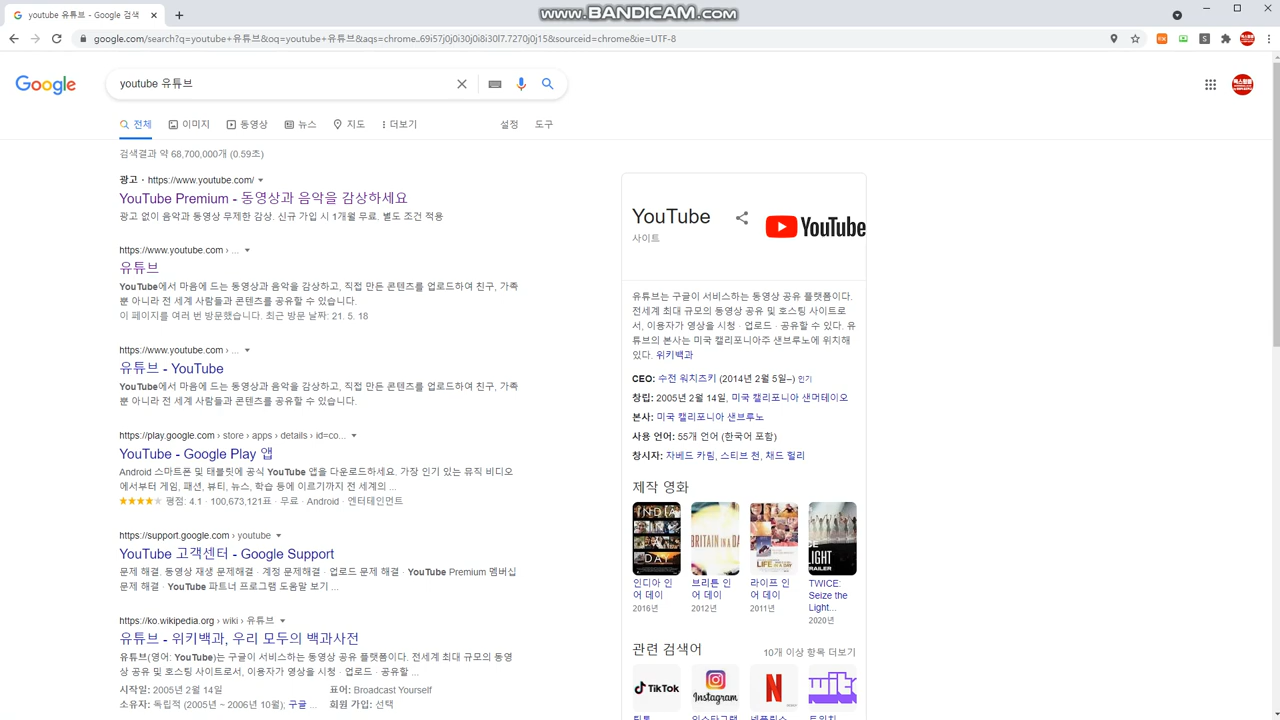 youtube 유튜브 - Google 검색
www.BANDICAM.com
google.com/search?q=youtube+유튜브&oq=youtube+유튜브&aqs=chrome..69i57j0j0i30j0i8i30l7.7270j0j15&sourceid=chrome&ie=UTF-8
Google
youtube 유튜브
전체 이미지 동영상 뉴스 지도 더보기 설정 도구
검색결과 약 68,700,000개 (0.59초)
광고 · https://www.youtube.com/
YouTube Premium - 동영상과 음악을 감상하세요
광고 없이 음악과 동영상 무제한 감상. 신규 가입 시 1개월 무료. 별도 조건 적용
https://www.youtube.com › ...
유튜브
YouTube에서 마음에 드는 동영상과 음악을 감상하고, 직접 만든 콘텐츠를 업로드하여 친구, 가족
뿐 아니라 전 세계 사람들과 콘텐츠를 공유할 수 있습니다.
이 페이지를 여러 번 방문했습니다. 최근 방문 날짜: 21. 5. 18
https://www.youtube.com › ...
유튜브 - YouTube
YouTube에서 마음에 드는 동영상과 음악을 감상하고, 직접 만든 콘텐츠를 업로드하여 친구, 가족
뿐 아니라 전 세계 사람들과 콘텐츠를 공유할 수 있습니다.
https://play.google.com › store › apps › details › id=co...
YouTube - Google Play 앱
Android 스마트폰 및 태블릿에 공식 YouTube 앱을 다운로드하세요. 가장 인기 있는 뮤직 비디오
에서부터 게임, 패션, 뷰티, 뉴스, 학습 등에 이르기까지 전 세계의 ...
평점: 4.1 · 100,673,121표 · 무료 · Android · 엔터테인먼트
https://support.google.com › youtube
YouTube 고객센터 - Google Support
문제 해결. 동영상 재생 문제해결 · 계정 문제해결 · 업로드 문제 해결 · YouTube Premium 멤버십
문제 해결 · YouTube 파트너 프로그램 도움말 보기 ...
https://ko.wikipedia.org › wiki › 유튜브
유튜브 - 위키백과, 우리 모두의 백과사전
유튜브(영어: YouTube)는 구글이 서비스하는 동영상 공유 플랫폼이다. 전세계 최대 규모의 동영
상 공유 및 호스팅 사이트로서, 이용자가 영상을 시청 · 업로드 · 공유할 ...
시작일: 2005년 2월 14일 표어: Broadcast Yourself
소유자: 독립적 (2005년 ~ 2006년 10월); 구글 ... 회원 가입: 선택
YouTube
사이트
YouTube
유튜브는 구글이 서비스하는 동영상 공유 플랫폼이다.
전세계 최대 규모의 동영상 공유 및 호스팅 사이트로
서, 이용자가 영상을 시청 · 업로드 · 공유할 수 있다. 유
튜브의 본사는 미국 캘리포니아주 샌브루노에 위치해
있다. 위키백과
CEO: 수전 워치츠키 (2014년 2월 5일–) 인기
창립: 2005년 2월 14일, 미국 캘리포니아 샌머테이오
본사: 미국 캘리포니아 샌브루노
사용 언어: 55개 언어 (한국어 포함)
창시자: 자베드 카림, 스티브 천, 채드 헐리
제작 영화
인디아 인
어 데이
2016년
브리튼 인
어 데이
2012년
라이프 인
어 데이
2011년
TWICE:
Seize the
Light...
2020년
관련 검색어 10개 이상 항목 더보기
TikTok
Instagram
N